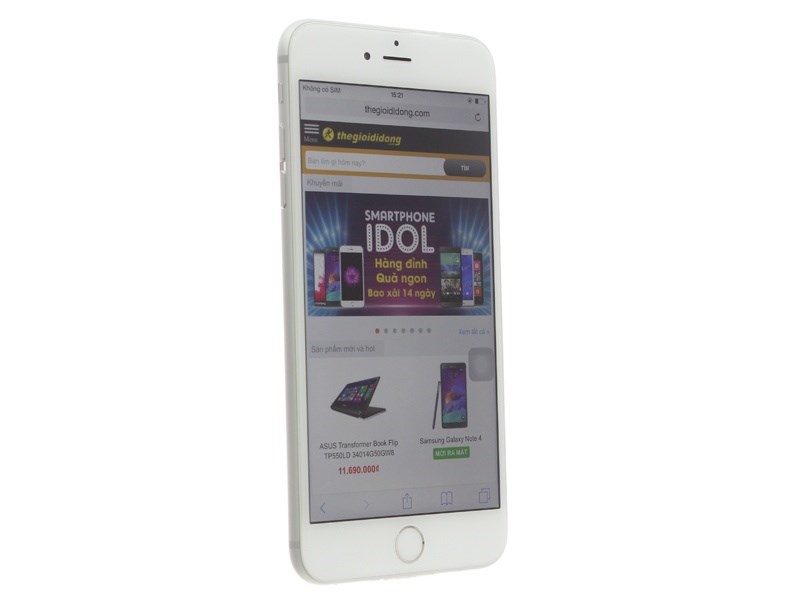 Không có SIM
15:21
thegioididong.com
Menu
thegioididong
.com
Bạn tìm gì hôm nay?
TÌM
Khuyến mãi
SMARTPHONE
IDOL
Hàng đỉnh
Quà ngon
Bao xài 14 ngày
Xem tất cả »
Sản phẩm mới và hot
ASUS Transformer Book Flip
TP550LD 34014G50GW8
11.690.000₫
Samsung Galaxy Note 4
MỚI RA MẮT